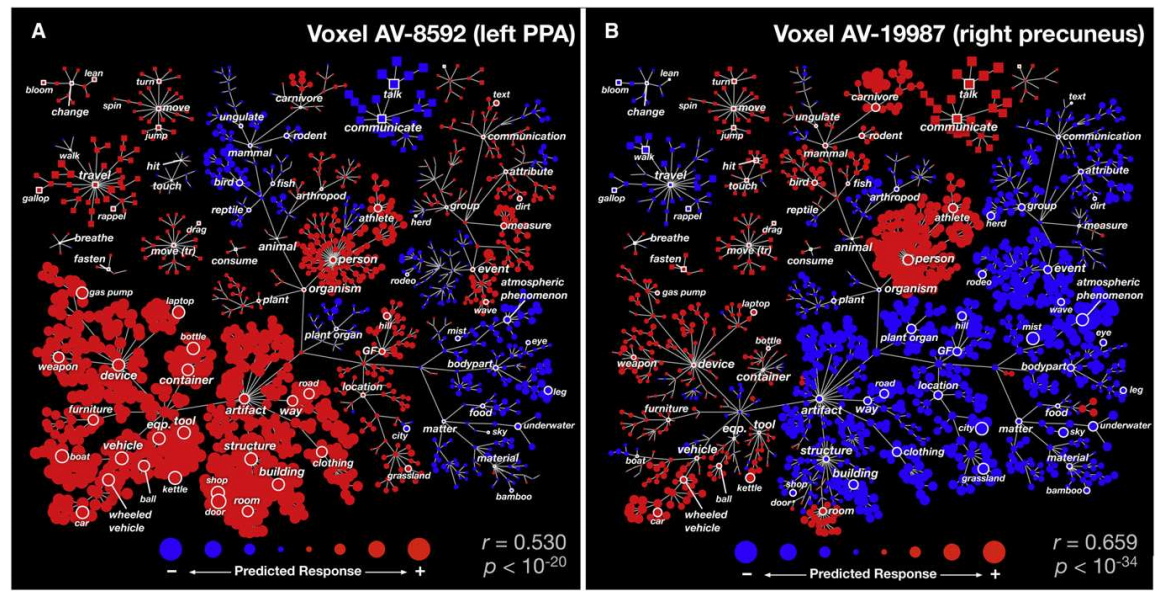 A
Voxel AV-8592 (left PPA)
lean
bloom
change
turn
spin
move
jump
carnivore
talk
communicate
text
communication
ungulate
rodent
mammal
walk
travel
gallop
rappel
hit
touch
bird
fish
reptile
arthropod
attribute
dirt
group
herd
measure
athlete
drag
breathe
move (tr)
consume
fasten
animal
person
event
rodeo
atmospheric
phenomenon
wave
organism
plant
gas pump
laptop
plant organ
hill
mist
eye
bottle
GF
weapon
device
container
bodypart
leg
location
road
furniture
artifact
way
food
eqp.
tool
city
matter
sky
underwater
vehicle
structure
boat
building
clothing
material
grassland
ball
kettle
shop
room
door
bamboo
car
wheeled
vehicle
r = 0.530
p < 10-20
− Predicted Response +
B
Voxel AV-19987 (right precuneus)
lean
bloom
change
turn
spin
move
jump
carnivore
talk
communicate
text
communication
ungulate
rodent
mammal
walk
travel
gallop
rappel
hit
touch
bird
fish
reptile
arthropod
attribute
dirt
group
herd
measure
athlete
drag
breathe
move (tr)
consume
fasten
animal
person
event
rodeo
atmospheric
phenomenon
wave
organism
plant
gas pump
laptop
plant organ
hill
mist
eye
bottle
GF
weapon
device
container
bodypart
leg
location
road
furniture
artifact
way
food
eqp.
tool
city
matter
sky
underwater
vehicle
structure
boat
building
clothing
material
grassland
ball
kettle
shop
door
room
bamboo
car
wheeled
vehicle
r = 0.659
p < 10-34
− Predicted Response +